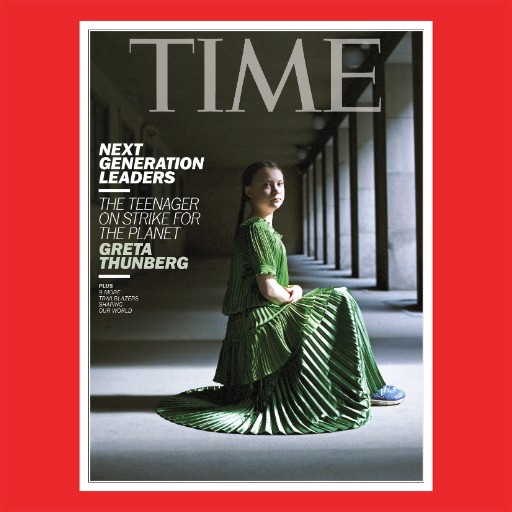 TIME
NEXT
GENERATION
LEADERS
THE TEENAGER
ON STRIKE FOR
THE PLANET
GRETA
THUNBERG
PLUS
9 MORE
TRAILBLAZERS
SHAPING
OUR WORLD